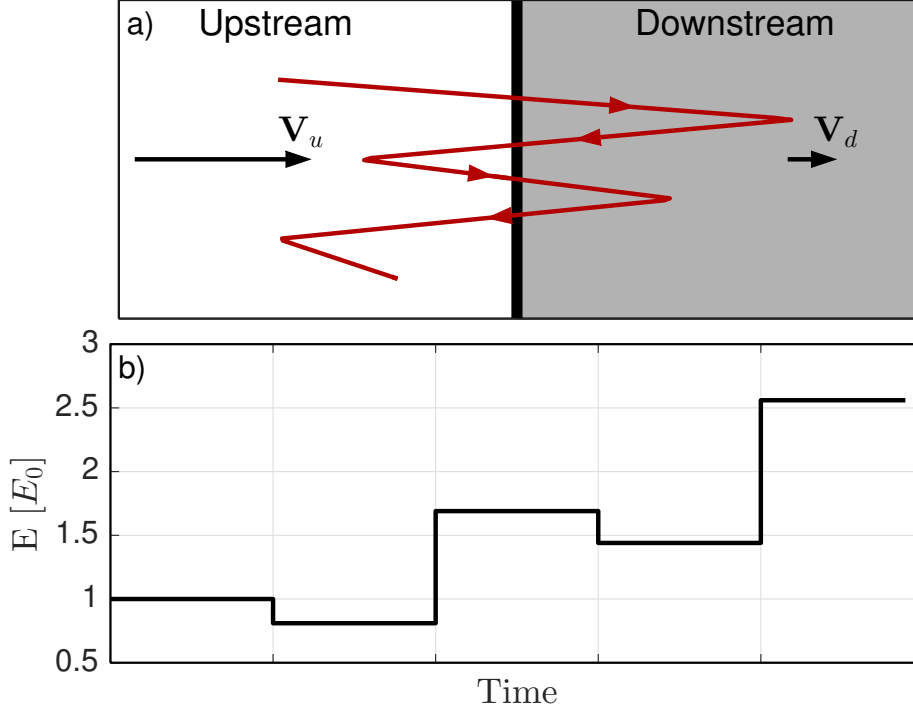 a) Upstream Downstream
V_u V_d
3
b)
2.5
2
1.5
1
0.5
E [E_0]
Time